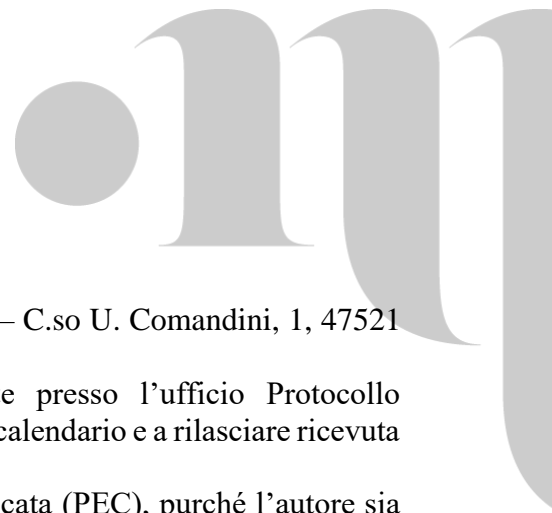 – C.so U. Comandini, 1, 47521
e presso l’ufficio Protocollo
calendario e a rilasciare ricevuta
cata (PEC), purché l’autore sia